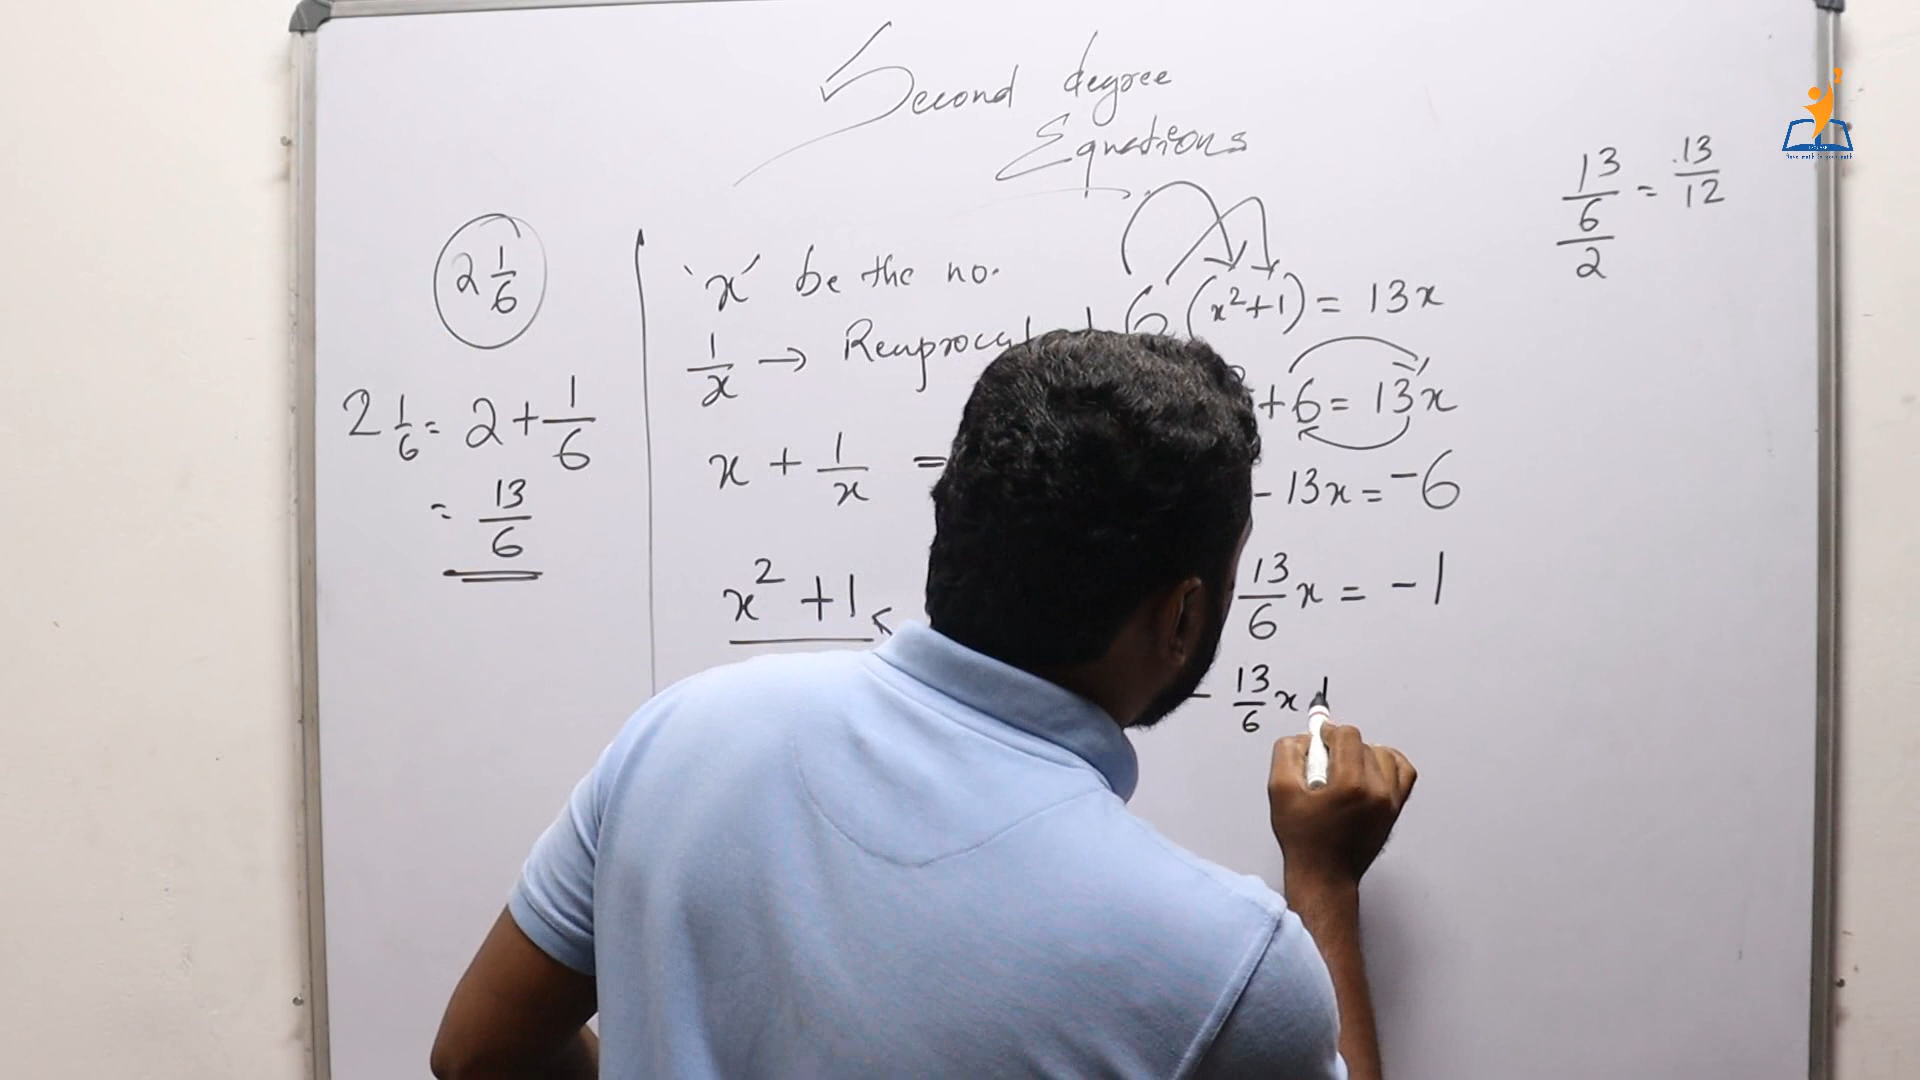 Second degree
Equations
2 1/6
2 1/6 = 2 + 1/6
= 13/6
'x' be the no.
1/x → Reciprocal
x + 1/x =
x² + 1
6(x² + 1) = 13x
+ 6 = 13x
- 13x = -6
13/6 x = -1
- 13/6 x
13/6/2 = 13/12